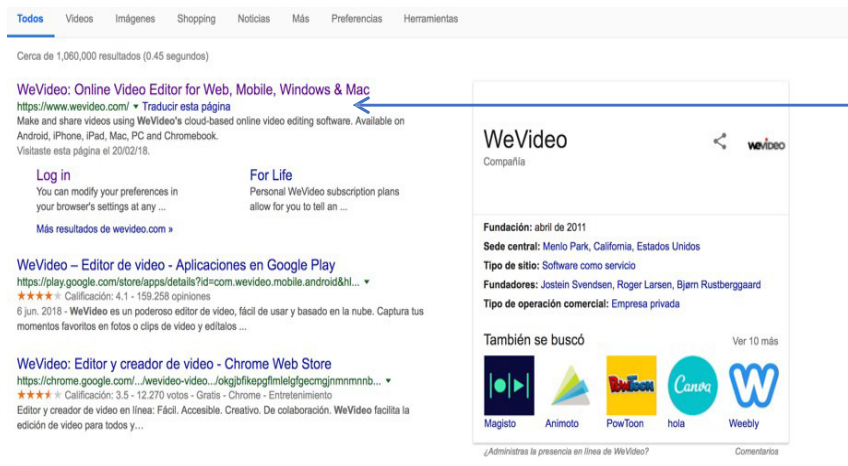 Todos Videos Imágenes Shopping Noticias Más Preferencias Herramientas
Cerca de 1,060,000 resultados (0.45 segundos)
WeVideo: Online Video Editor for Web, Mobile, Windows & Mac
https://www.wevideo.com/ ▾ Traducir esta página
Make and share videos using WeVideo's cloud-based online video editing software. Available on
Android, iPhone, iPad, Mac, PC and Chromebook.
Visitaste esta página el 20/02/18.
Log in
You can modify your preferences in
your browser's settings at any ...
For Life
Personal WeVideo subscription plans
allow for you to tell an ...
Más resultados de wevideo.com »
WeVideo – Editor de video - Aplicaciones en Google Play
https://play.google.com/store/apps/details?id=com.wevideo.mobile.android&hl... ▾
★★★★★ Calificación: 4.1 - 159.258 opiniones
6 jun. 2018 - WeVideo es un poderoso editor de video, fácil de usar y basado en la nube. Captura tus
momentos favoritos en fotos o clips de video y edítalos ...
WeVideo: Editor y creador de video - Chrome Web Store
https://chrome.google.com/.../wevideo-video.../okgjbfikepgflmlelgfgecmgjnmnmnnb... ▾
★★★★★ Calificación: 3.5 - 12.270 votos - Gratis - Chrome - Entretenimiento
Editor y creador de video en línea: Fácil. Accesible. Creativo. De colaboración. WeVideo facilita la
edición de video para todos y…
WeVideo
Compañía
WeVideo
Fundación: abril de 2011
Sede central: Menlo Park, California, Estados Unidos
Tipo de sitio: Software como servicio
Fundadores: Jostein Svendsen, Roger Larsen, Bjørn Rustberggaard
Tipo de operación comercial: Empresa privada
También se buscó Ver 10 más
PowToon Canva
Magisto Animoto PowToon hola Weebly
¿Administras la presencia en línea de WeVideo? Comentarios